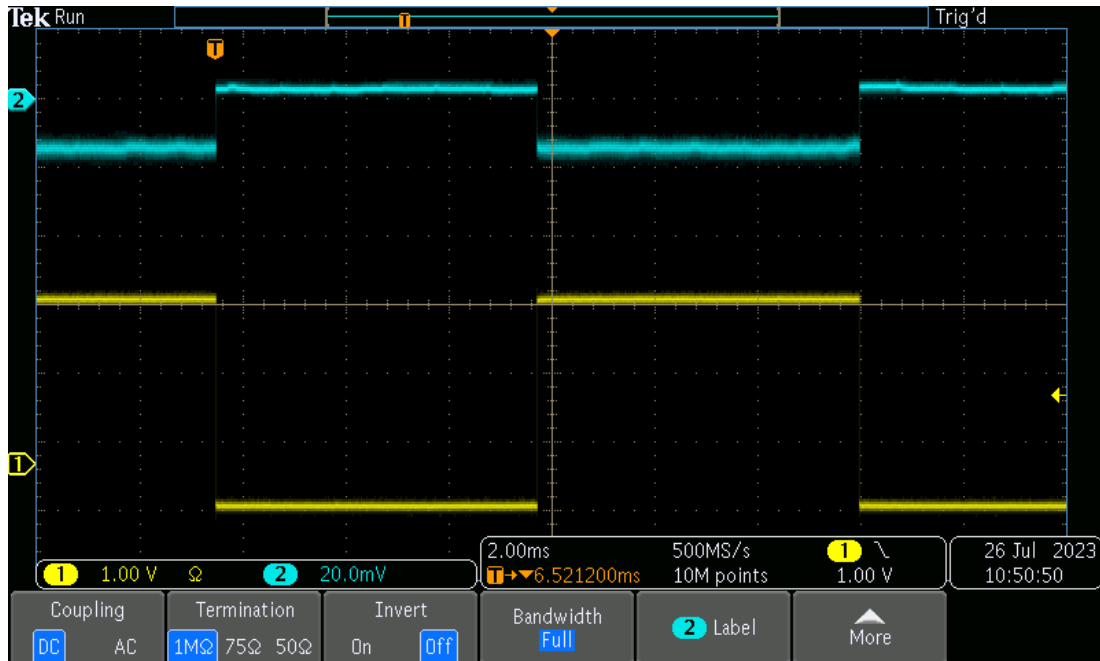 Tek Run Trig'd
T
T
2
1
2.00ms 500MS/s 1 \ 26 Jul 2023
1 1.00 V Ω 2 20.0mV T→▼6.521200ms 10M points 1.00 V 10:50:50
Coupling Termination Invert Bandwidth 2 Label More
DC AC 1MΩ 75Ω 50Ω On Off Full